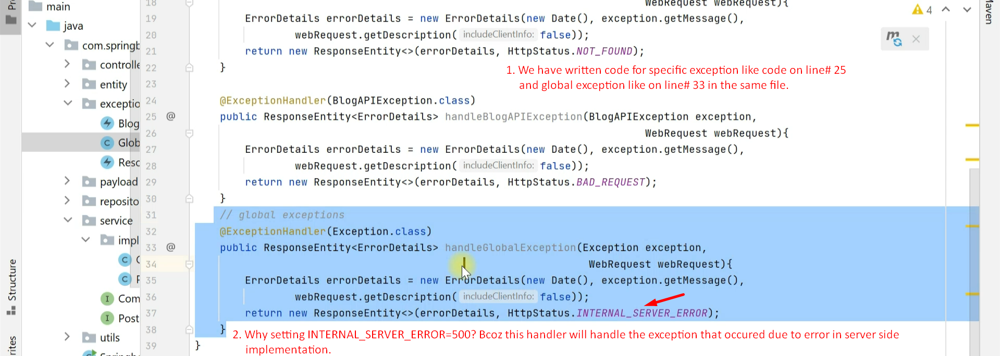 Maven
main
java
com.springb
controlle
entity
exceptio
Blog
Glob
Reso
payload
reposito
service
impl
C
P
Com
Post
utils
Structure
4
18 WebRequest webRequest){
19 ErrorDetails errorDetails = new ErrorDetails(new Date(), exception.getMessage(),
20 webRequest.getDescription( includeClientInfo: false));
21 return new ResponseEntity<>(errorDetails, HttpStatus.NOT_FOUND);
22 }
1. We have written code for specific exception like code on line# 25
and global exception like on line# 33 in the same file.
23
24 @ExceptionHandler(BlogAPIException.class)
25 @ public ResponseEntity<ErrorDetails> handleBlogAPIException(BlogAPIException exception,
26 WebRequest webRequest){
27 ErrorDetails errorDetails = new ErrorDetails(new Date(), exception.getMessage(),
28 webRequest.getDescription( includeClientInfo: false));
29 return new ResponseEntity<>(errorDetails, HttpStatus.BAD_REQUEST);
30 }
31 // global exceptions
32 @ExceptionHandler(Exception.class)
33 @ public ResponseEntity<ErrorDetails> handleGlobalException(Exception exception,
34 WebRequest webRequest){
35 ErrorDetails errorDetails = new ErrorDetails(new Date(), exception.getMessage(),
36 webRequest.getDescription( includeClientInfo: false));
37 return new ResponseEntity<>(errorDetails, HttpStatus.INTERNAL_SERVER_ERROR);
38 }
2. Why setting INTERNAL_SERVER_ERROR=500? Bcoz this handler will handle the exception that occured due to error in server side
implementation.
39 }